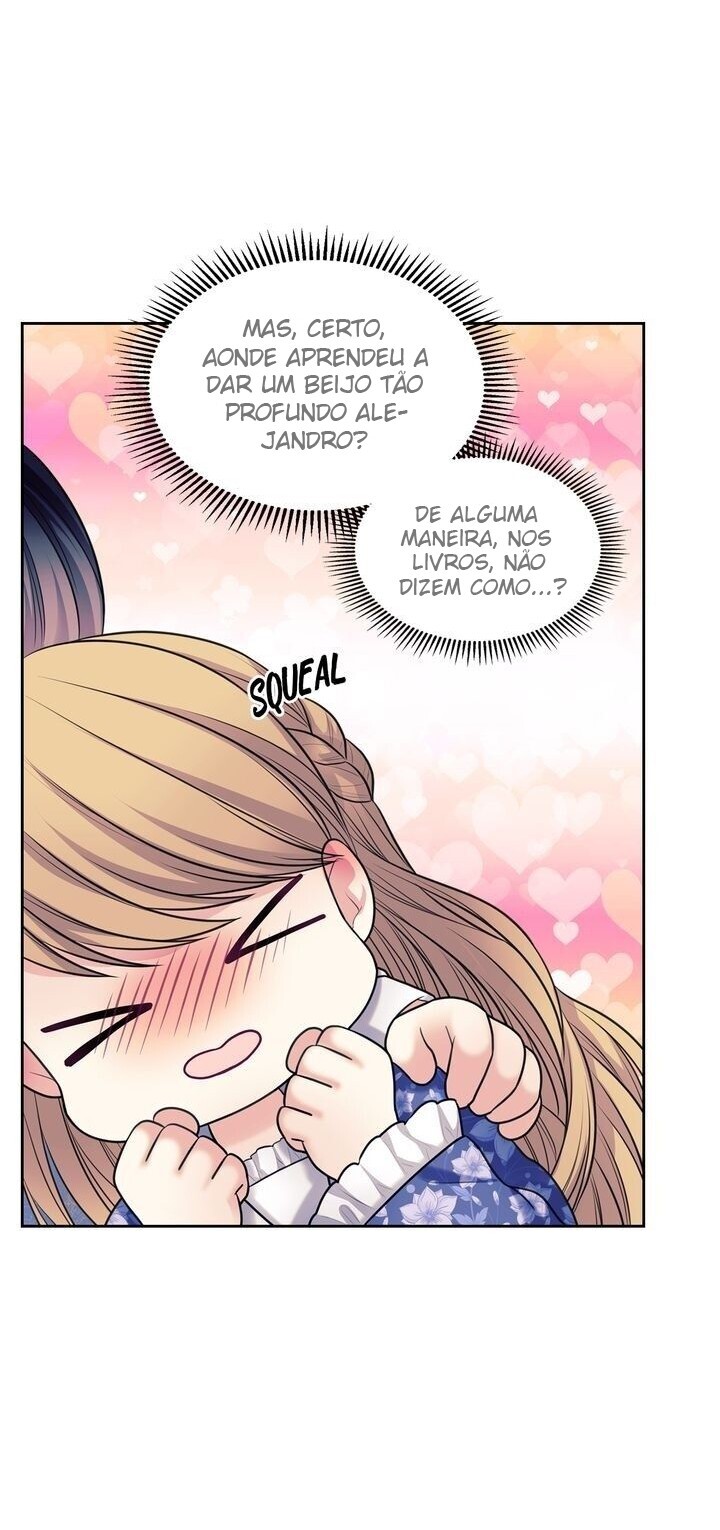 MAS, CERTO,
AONDE APRENDEU A
DAR UM BEIJO TÃO
PROFUNDO ALE-
JANDRO?
DE ALGUMA
MANEIRA, NOS
LIVROS, NÃO
DIZEM COMO...?
SQUEAL